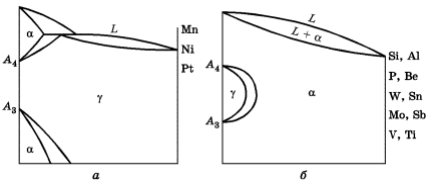 L
Mn
α
Ni
A₄
Pt
γ
A₃
α
а
L
L + α
Si, Al
A₄
P, Be
γ
α
W, Sn
A₃
Mo, Sb
V, Ti
б